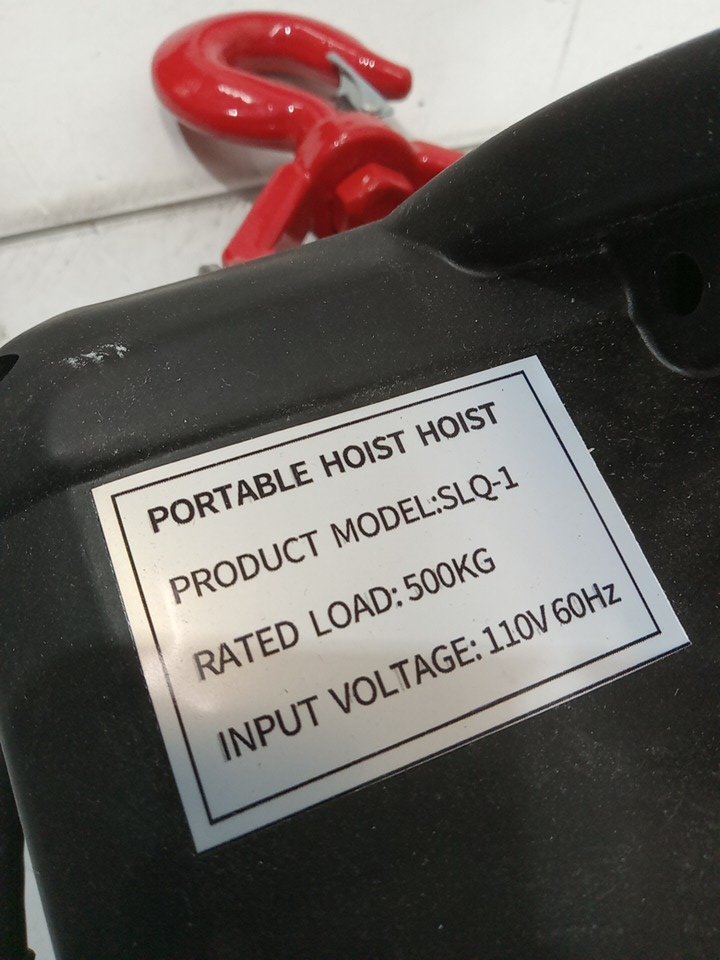 PORTABLE HOIST HOIST
PRODUCT MODEL:SLQ-1
RATED LOAD: 500KG
INPUT VOLTAGE: 110V 60Hz